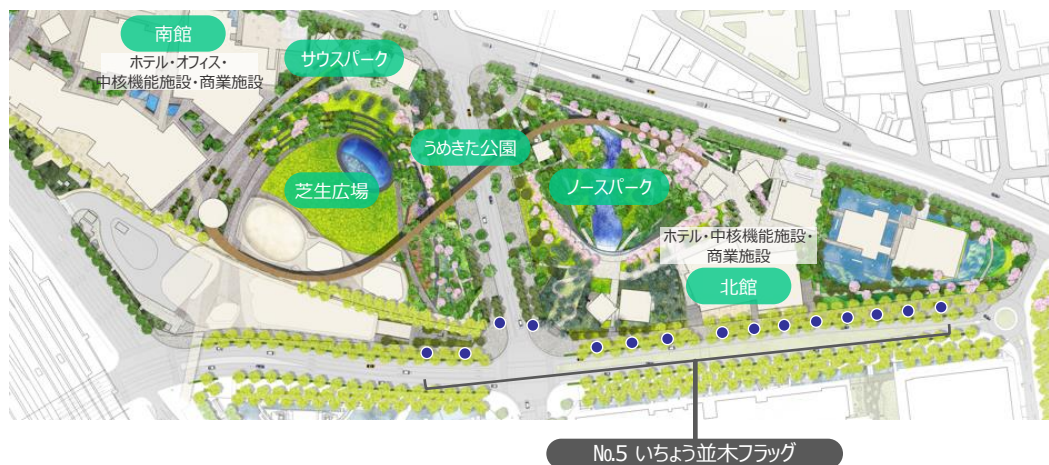 南館
ホテル・オフィス・
中核機能施設・商業施設
サウスパーク
うめきた公園
芝生広場
ノースパーク
ホテル・中核機能施設・
商業施設
北館
No.5 いちょう並木フラッグ